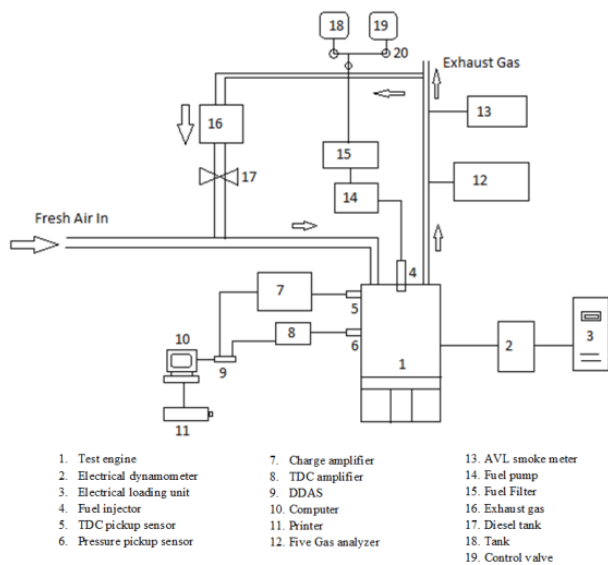 18
19
20
Exhaust Gas
16
13
15
17
14
12
Fresh Air In
4
7
5
10
8
6
2
3
9
1
11
1. Test engine
2. Electrical dynamometer
3. Electrical loading unit
4. Fuel injector
5. TDC pickup sensor
6. Pressure pickup sensor
7. Charge amplifier
8. TDC amplifier
9. DDAS
10. Computer
11. Printer
12. Five Gas analyzer
13. AVL smoke meter
14. Fuel pump
15. Fuel Filter
16. Exhaust gas
17. Diesel tank
18. Tank
19. Control valve